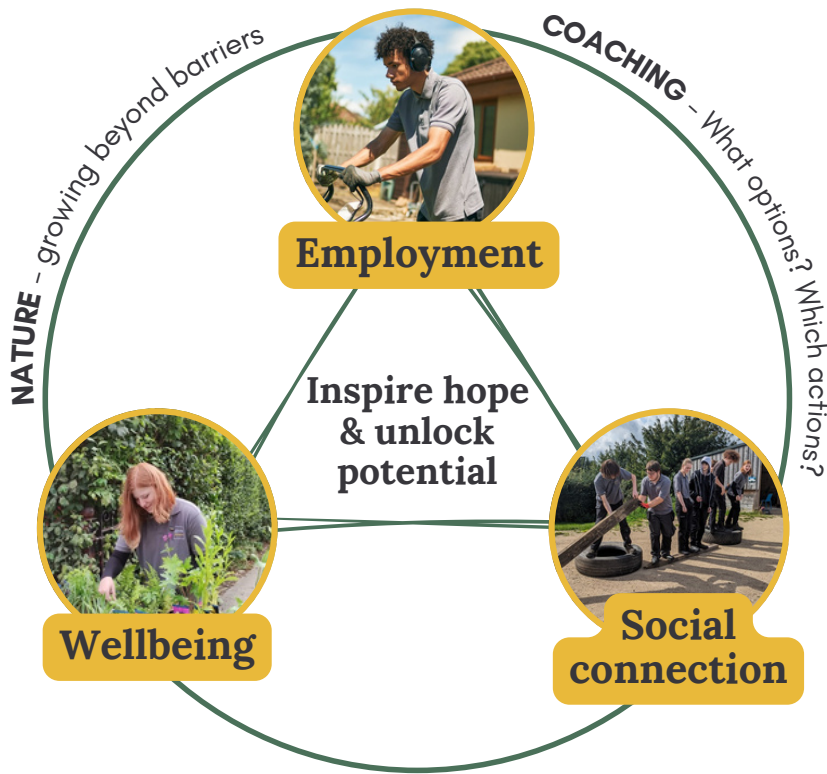 NATURE – growing beyond barriers
COACHING – What options? Which actions?
Employment
Inspire hope
& unlock
potential
Wellbeing
Social
connection